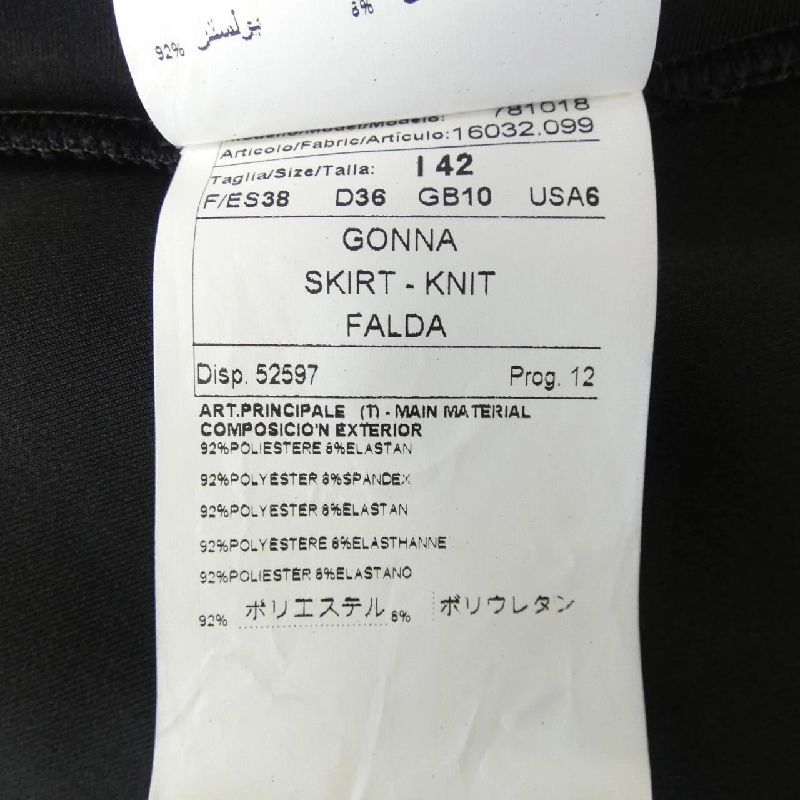 92% بزلستر 8%
781018
Articolo/Fabric/Artículo:16032.099
Taglia/Size/Talla: I 42
F/ES38 D36 GB10 USA6
GONNA
SKIRT - KNIT
FALDA
Disp. 52597 Prog. 12
ART.PRINCIPALE (T) - MAIN MATERIAL
COMPOSICIO'N EXTERIOR
92%POLIESTERE 8%ELASTAN
92%POLYESTER 8%SPANDEX
92%POLYESTER 8%ELASTAN
92%POLYESTERE 8%ELASTHANNE
92%POLIESTER 8%ELASTANO
92% ポリエステル 8% ポリウレタン